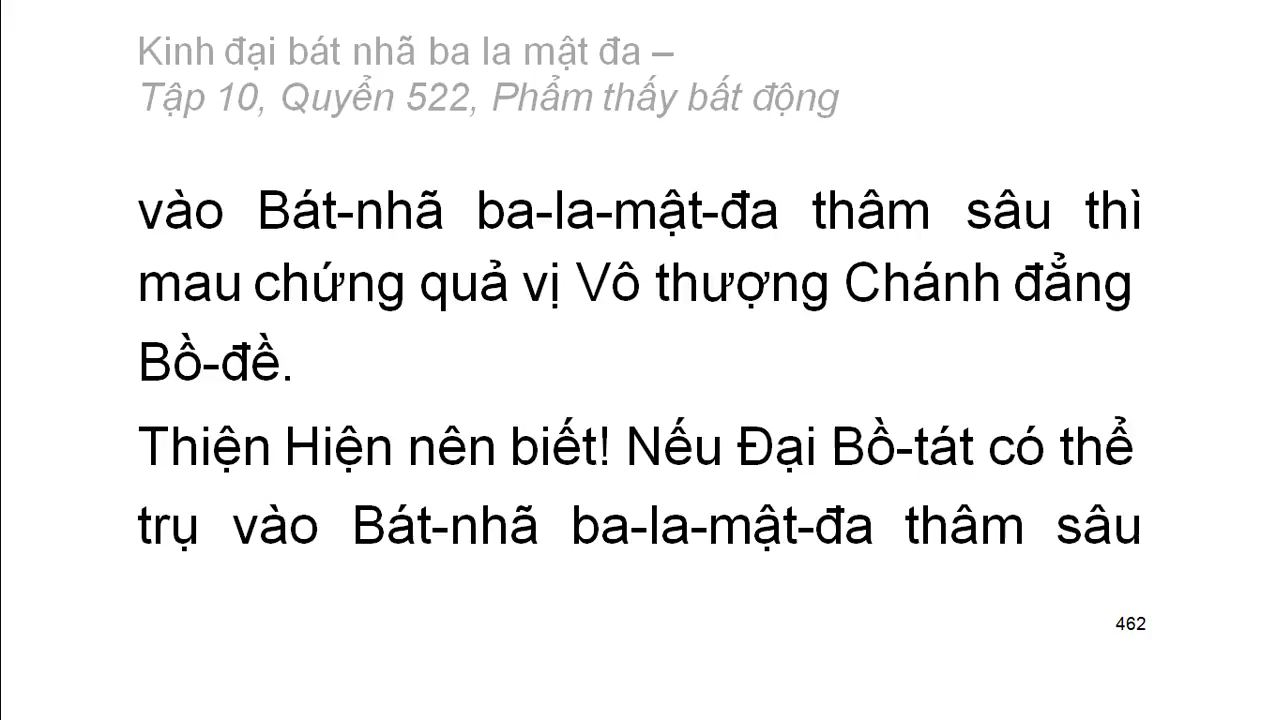 Kinh đại bát nhã ba la mật đa –
Tập 10, Quyển 522, Phẩm thấy bất động
vào Bát-nhã ba-la-mật-đa thâm sâu thì
mau chứng quả vị Vô thượng Chánh đẳng
Bồ-đề.
Thiện Hiện nên biết! Nếu Đại Bồ-tát có thể
trụ vào Bát-nhã ba-la-mật-đa thâm sâu
462